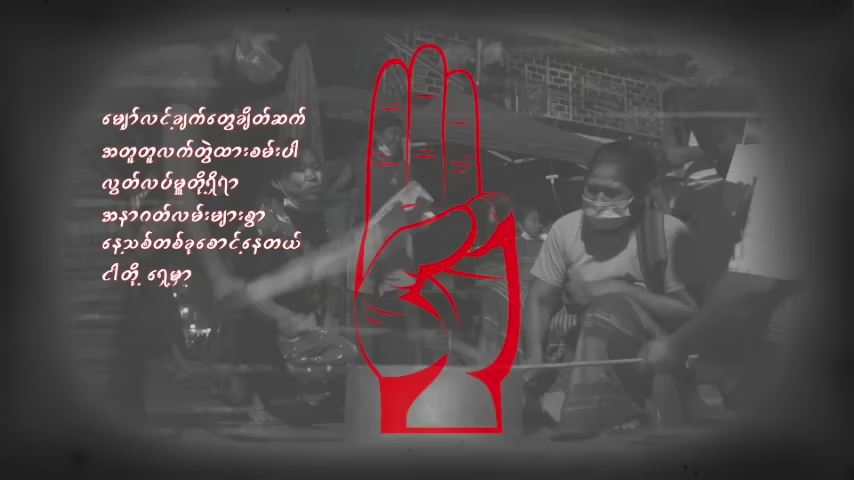 မျှော်လင့်ချက်တွေချိတ်ဆက်
အတူတူလက်တွဲထားစမ်းပါ
လွတ်လပ်မှုတို့ရှိရာ
အနာဂတ်လမ်းများစွာ
နေ့သစ်တစ်ခုစောင့်နေတယ်
ငါတို့ ရှေ့မှာ